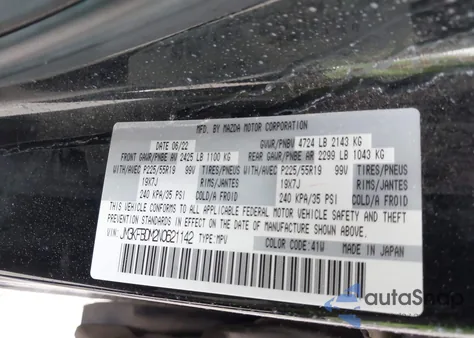 MFD. BY MAZDA MOTOR CORPORATION
DATE 06/22 GVWR/PNBV 4724 LB 2143 KG
FRONT GAWR/PNBE AV 2425 LB 1100 KG REAR GAWR/PNBE AR 2299 LB 1043 KG
WITH/AVEC P225/55R19 99V TIRES/PNEUS WITH/AVEC P225/55R19 99V TIRES/PNEUS
19X7J RIMS/JANTES 19X7J RIMS/JANTES
240 KPA/35 PSI COLD/A FROID 240 KPA/35 PSI COLD/A FROID
THIS VEHICLE CONFORMS TO ALL APPLICABLE FEDERAL MOTOR VEHICLE SAFETY, BUMPER, AND THEFT
PREVENTION STANDARDS IN EFFECT ON THE DATE OF MANUFACTURE SHOWN ABOVE.
VIN: JM3KFBDM2N0621142 TYPE:MPV
COLOR: 41W MADE IN JAPAN
autaSnap